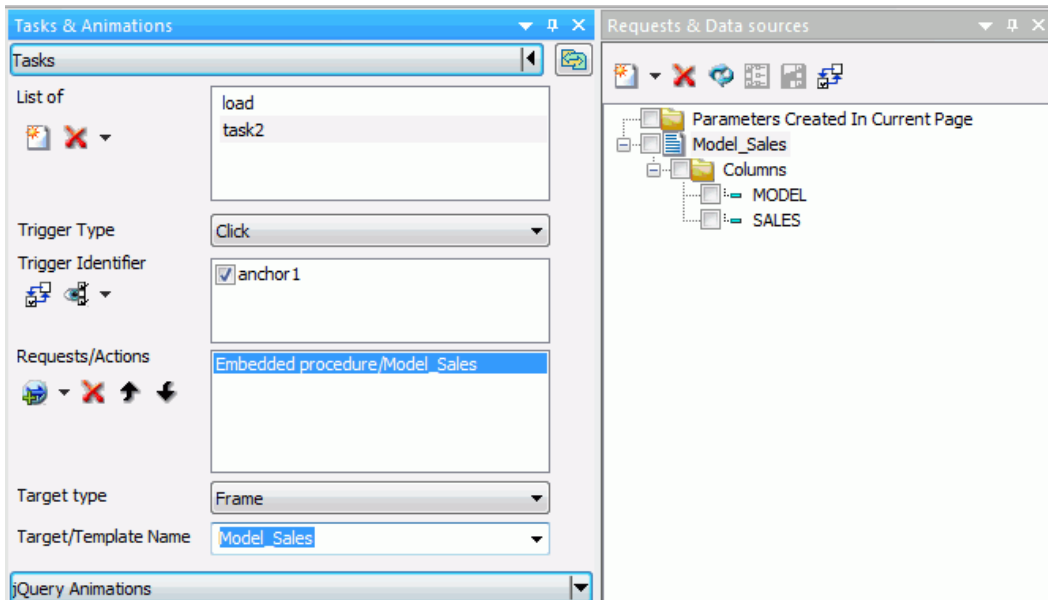 Tasks & Animations
Tasks
List of
load
task2
Trigger Type
Click
Trigger Identifier
anchor1
Requests/Actions
Embedded procedure/Model_Sales
Target type
Frame
Target/Template Name
Model_Sales
jQuery Animations
Requests & Data sources
Parameters Created In Current Page
Model_Sales
Columns
MODEL
SALES